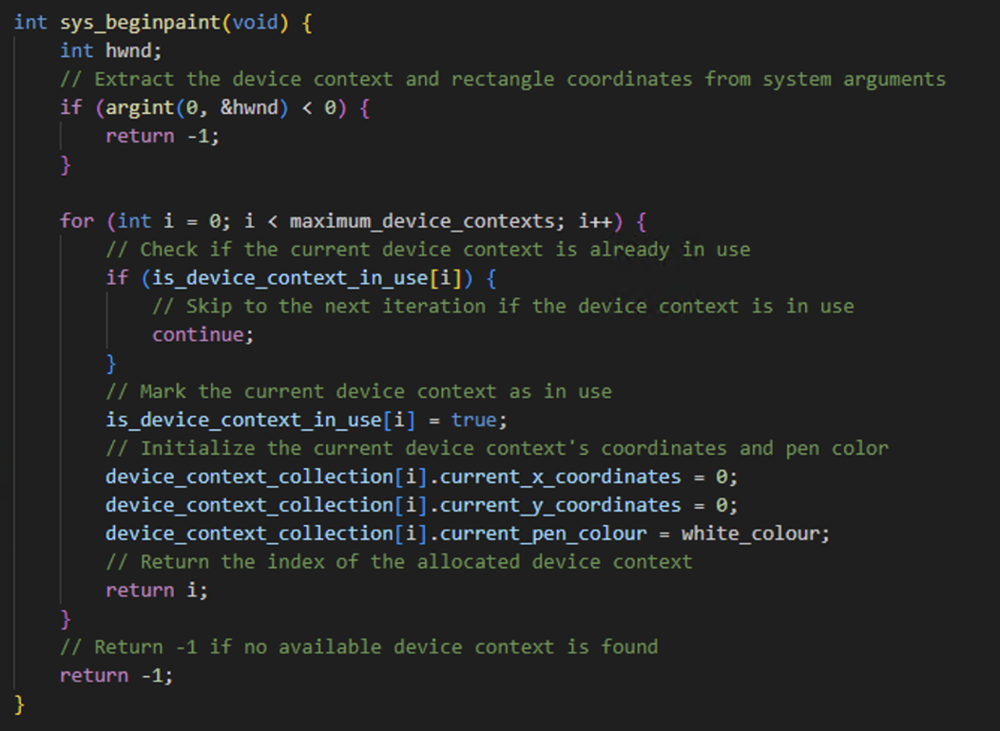 int sys_beginpaint(void) {
    int hwnd;
    // Extract the device context and rectangle coordinates from system arguments
    if (argint(0, &hwnd) < 0) {
        return -1;
    }

    for (int i = 0; i < maximum_device_contexts; i++) {
        // Check if the current device context is already in use
        if (is_device_context_in_use[i]) {
            // Skip to the next iteration if the device context is in use
            continue;
        }
        // Mark the current device context as in use
        is_device_context_in_use[i] = true;
        // Initialize the current device context's coordinates and pen color
        device_context_collection[i].current_x_coordinates = 0;
        device_context_collection[i].current_y_coordinates = 0;
        device_context_collection[i].current_pen_colour = white_colour;
        // Return the index of the allocated device context
        return i;
    }
    // Return -1 if no available device context is found
    return -1;
}